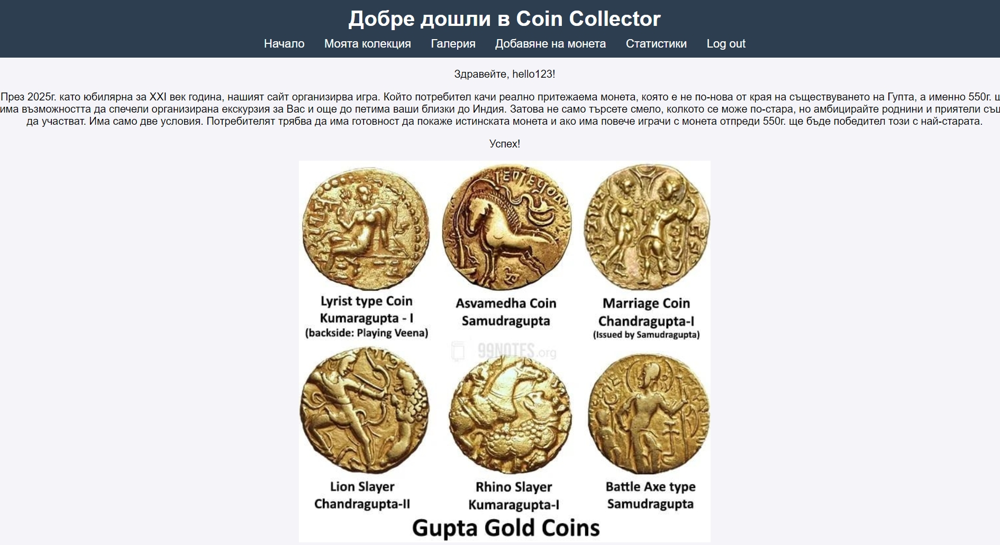 Добре дошли в Coin Collector
Начало Моята колекция Галерия Добавяне на монета Статистики Log out
Здравейте, hello123!
През 2025г. като юбилярна за XXI век година, нашият сайт организирва игра. Който потребител качи реално притежаема монета, която е не по-нова от края на съществуването на Гупта, а именно 550г.
има възможността да спечели организирана екскурзия за Вас и още до петима ваши близки до Индия. Затова не само търсете смело, колкото се може по-стара, но амбицирайте роднини и приятели
да участват. Има само две условия. Потребителят трябва да има готовност да покаже истинската монета и ако има повече играчи с монета отпреди 550г. ще бъде победител този с най-старата.
Успех!
Lyrist type Coin
Kumaragupta - I
(backside: Playing Veena)
Asvamedha Coin
Samudragupta
Marriage Coin
Chandragupta-I
(Issued by Samudragupta)
99NOTES.org
Lion Slayer
Chandragupta-II
Rhino Slayer
Kumaragupta-I
Battle Axe type
Samudragupta
Gupta Gold Coins